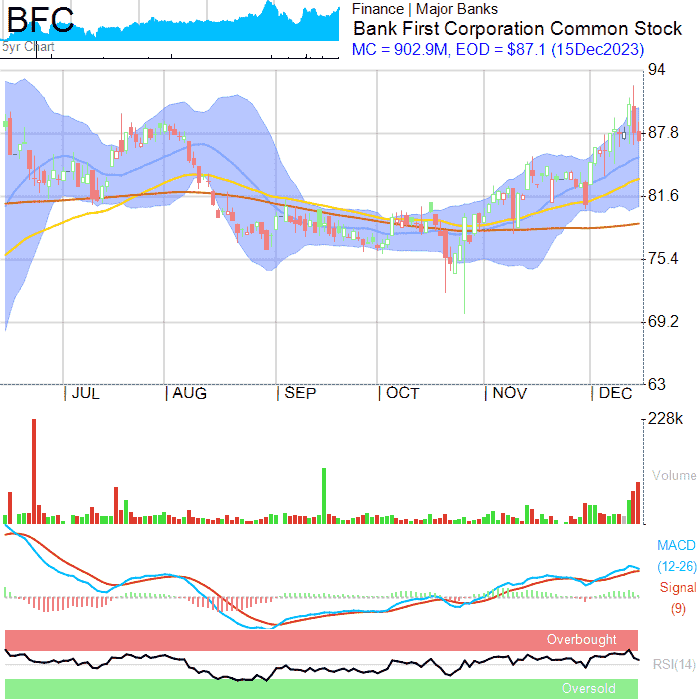 BFC
5yr Chart
Finance | Major Banks
Bank First Corporation Common Stock
MC = 902.9M, EOD = $87.1 (15Dec2023)
94
87.8
81.6
75.4
69.2
63
| JUL | AUG | SEP | OCT | NOV | DEC
228k
Volume
MACD
(12-26)
Signal
(9)
Overbought
RSI(14)
Oversold